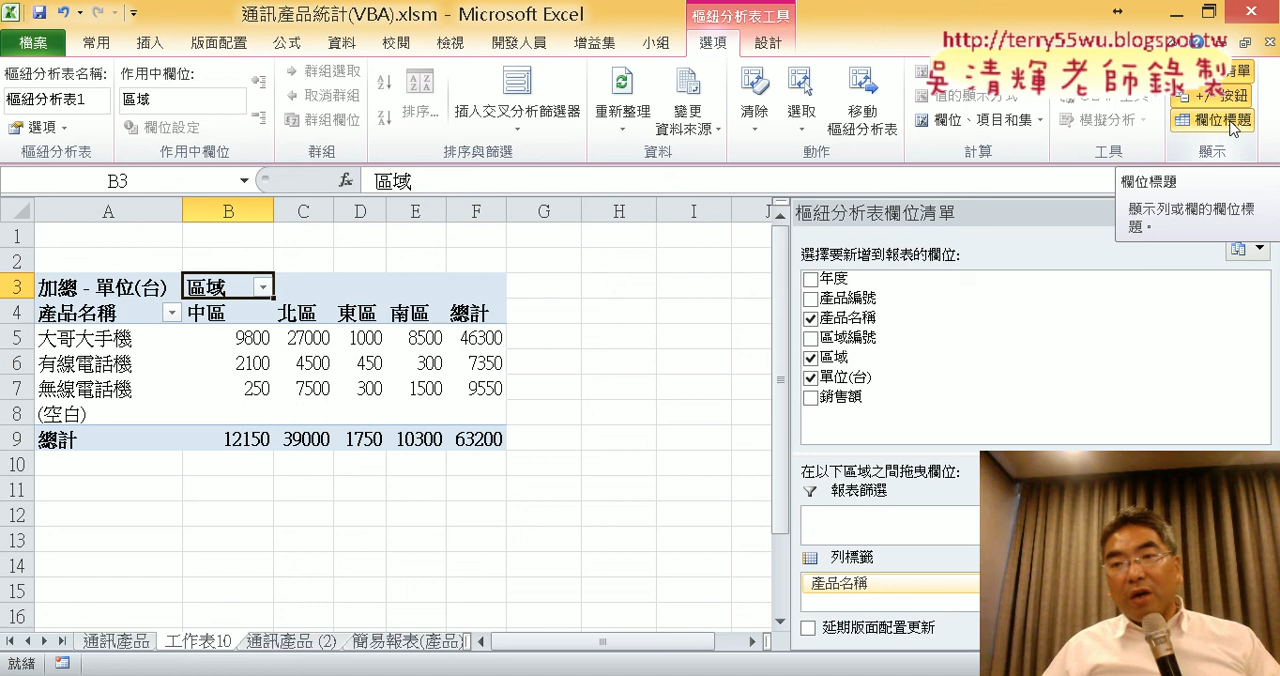 通訊產品統計(VBA).xlsm - Microsoft Excel
樞紐分析表工具
檔案 常用 插入 版面配置 公式 資料 校閱 檢視 開發人員 增益集 小組 選項 設計
http://terry55wu.blogspot.tw
吳清輝老師錄製
樞紐分析表名稱: 作用中欄位:
樞紐分析表1 區域
選項 欄位設定
群組選取
取消群組
群組欄位
排序...
插入交叉分析篩選器
重新整理 變更
資料來源
清除 選取 移動
樞紐分析表
值的顯示方式
欄位、項目和集
模擬分析
清單
+/- 按鈕
欄位標題
樞紐分析表 作用中欄位 群組 排序與篩選 資料 動作 計算 工具 顯示
B3 fx 區域
欄位標題
顯示列或欄的欄位標
題。
A B C D E F G H I J
1
2
3 加總 - 單位(台) 區域
4 產品名稱 中區 北區 東區 南區 總計
5 大哥大手機 9800 27000 1000 8500 46300
6 有線電話機 2100 4500 450 300 7350
7 無線電話機 250 7500 300 1500 9550
8 (空白)
9 總計 12150 39000 1750 10300 63200
10
11
12
13
14
15
16
樞紐分析表欄位清單
選擇要新增到報表的欄位:
年度
產品編號
產品名稱
區域編號
區域
單位(台)
銷售額
在以下區域之間拖曳欄位:
報表篩選
列標籤
產品名稱
延期版面配置更新
通訊產品 工作表10 通訊產品 (2) 簡易報表(產品)
就緒